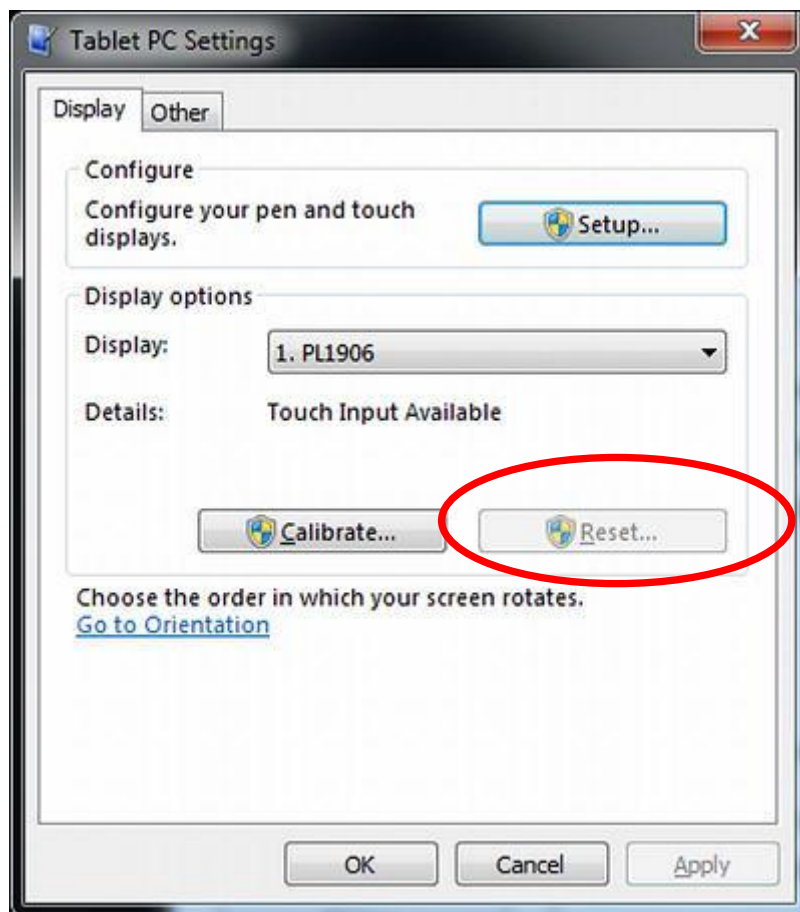 Tablet PC Settings
Display
Other
Configure
Configure your pen and touch
displays.
Setup...
Display options
Display:
1. PL1906
Details:
Touch Input Available
Calibrate...
Reset...
Choose the order in which your screen rotates.
Go to Orientation
OK
Cancel
Apply